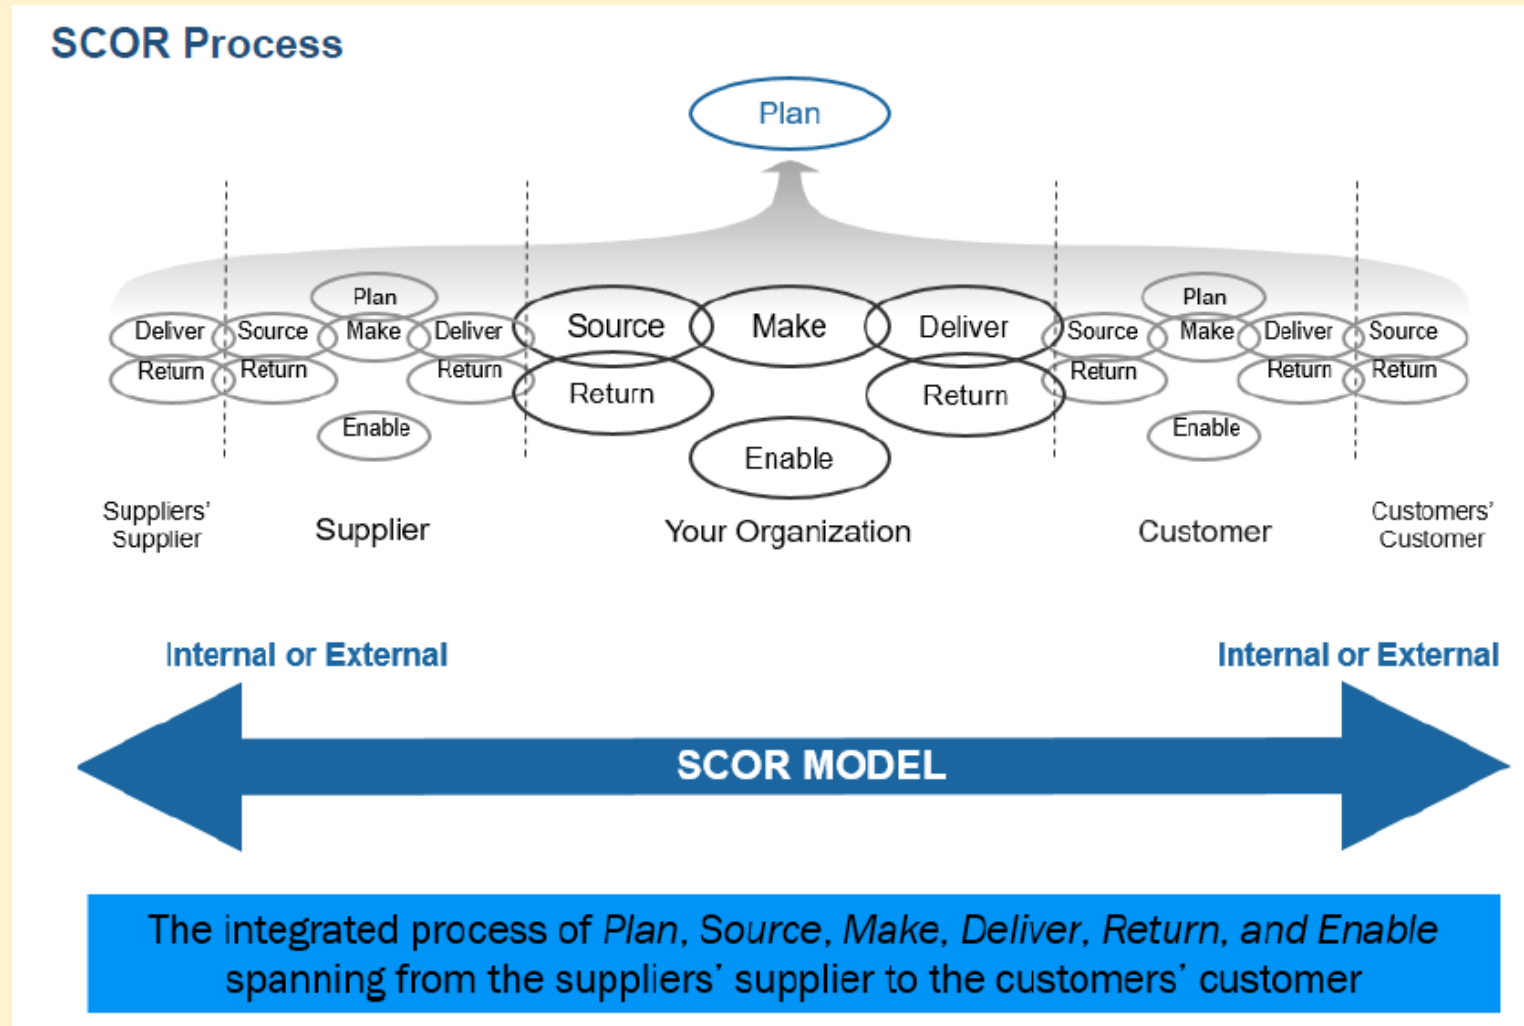 SCOR Process
Plan
Plan
Plan
Deliver
Source
Make
Deliver
Source
Make
Deliver
Source
Make
Deliver
Source
Return
Return
Return
Return
Return
Return
Return
Return
Enable
Enable
Enable
Suppliers'
Supplier
Supplier
Your Organization
Customer
Customers'
Customer
Internal or External
Internal or External
SCOR MODEL
The integrated process of Plan, Source, Make, Deliver, Return, and Enable
spanning from the suppliers' supplier to the customers' customer